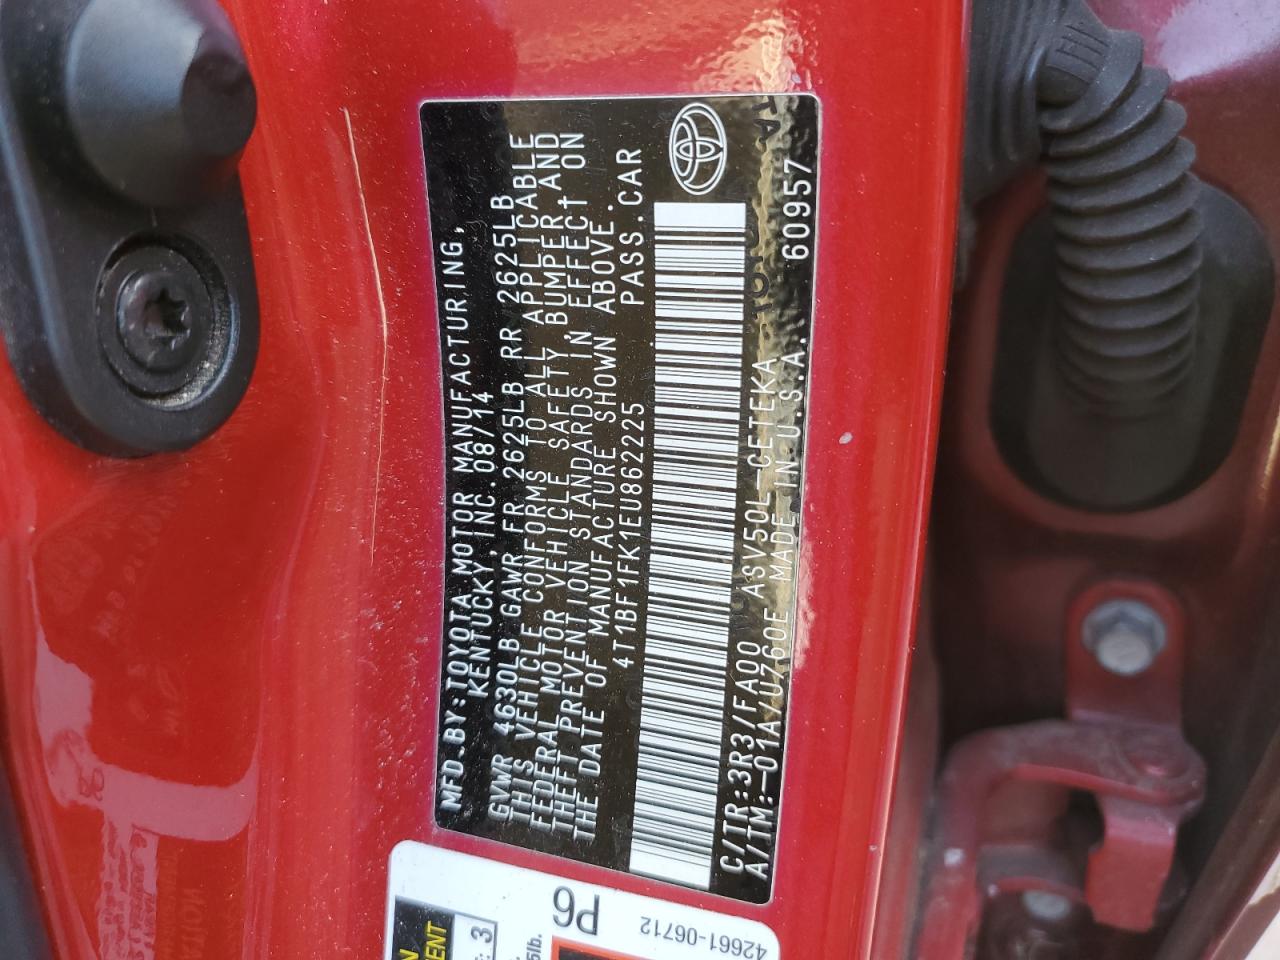 MFD.BY:TOYOTA MOTOR MANUFACTURING,
KENTUCKY, INC. 08/14
GVWR 4630LB GAWR FR 2625LB RR 2625LB
THIS VEHICLE CONFORMS TO ALL APPLICABLE
FEDERAL MOTOR VEHICLE SAFETY, BUMPER, AND
THEFT PREVENTION STANDARDS IN EFFECT ON
THE DATE OF MANUFACTURE SHOWN ABOVE.
4T1BF1FK1EU862225 PASS.CAR
C/TR:3R3/FA00 ASV50L-CETEKA
A/TM:-01A/U760E MADE IN U.S.A. 60957
P6
42661-06712
3
5lb.